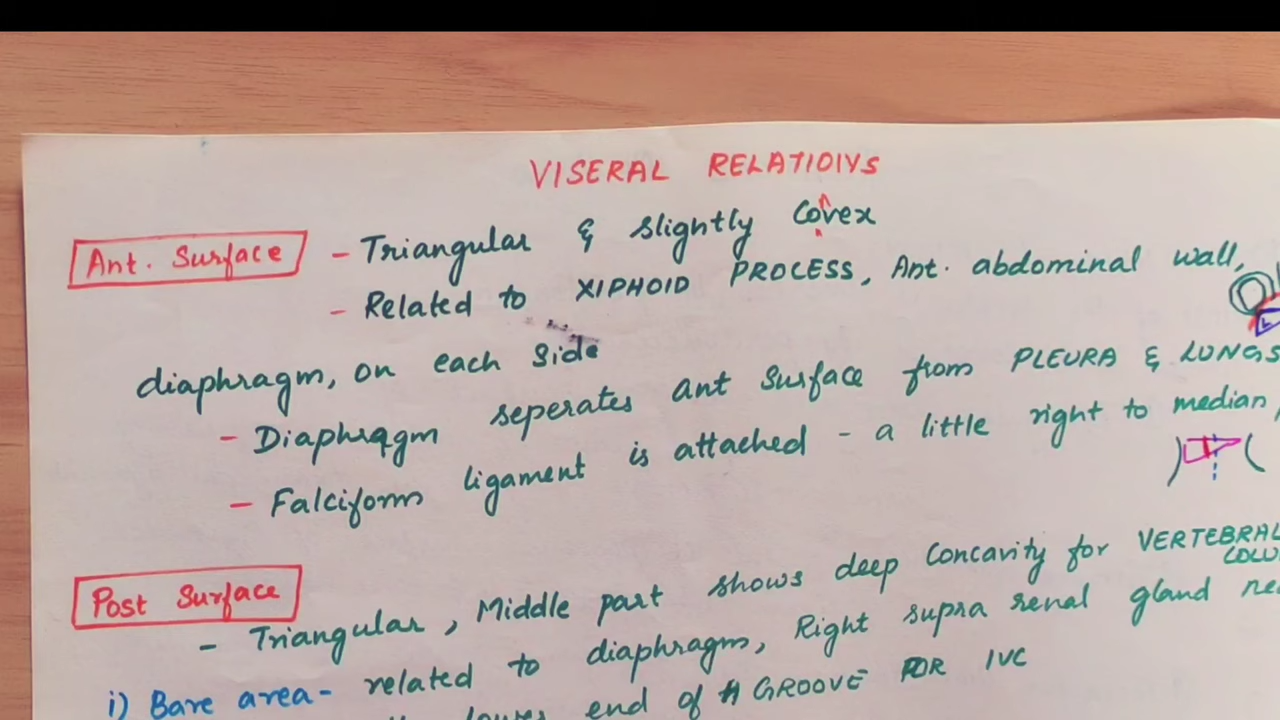 VISERAL RELATIONS
Ant. Surface - Triangular & slightly Covex
- Related to XIPHOID PROCESS, Ant. abdominal wall,
diaphragm, on each side
- Diaphragm seperates ant surface from PLEURA & LUNGS
- Falciform ligament is attached - a little right to median
Post Surface
- Triangular, Middle part shows deep concavity for VERTEBRAL
i) Bare area - related to diaphragm, Right supra renal gland
lower end of GROOVE FOR IVC